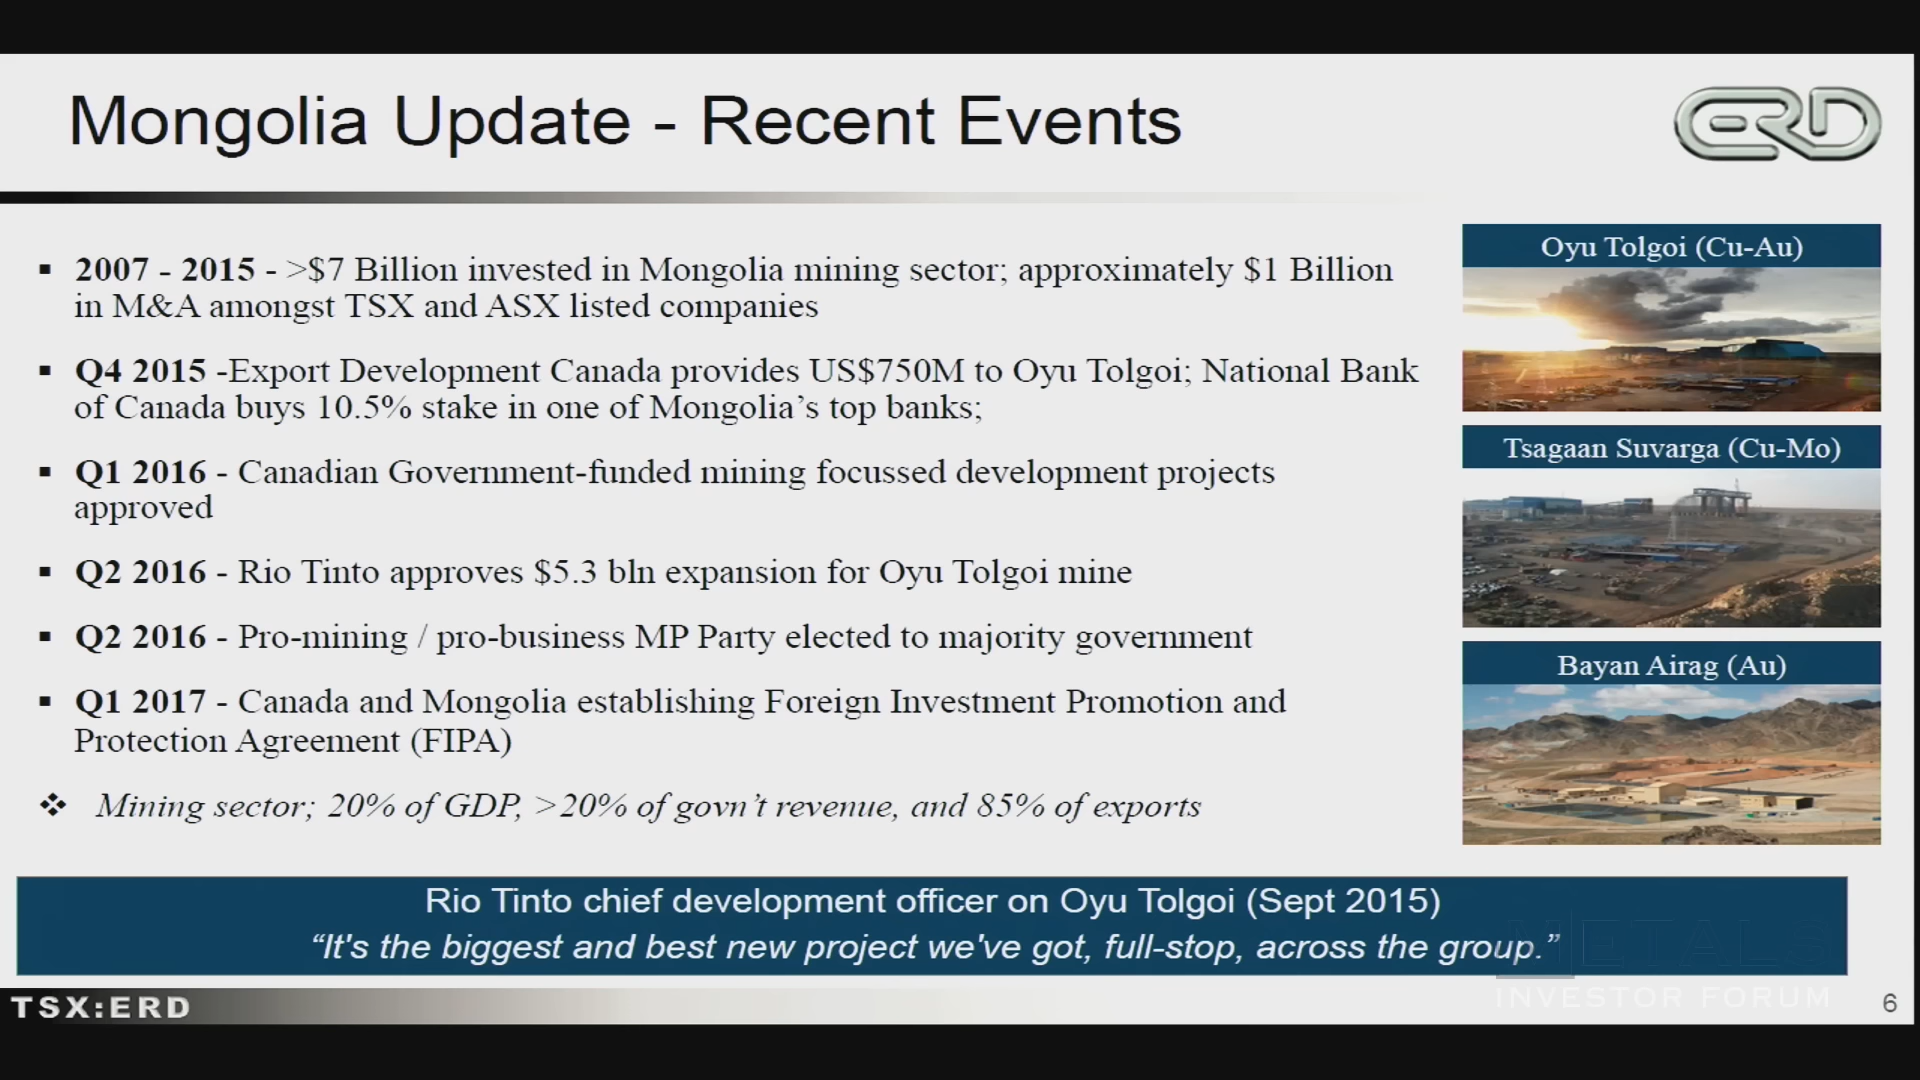 Mongolia Update - Recent Events
ERD
2007 - 2015 - >$7 Billion invested in Mongolia mining sector; approximately $1 Billion
in M&A amongst TSX and ASX listed companies
Q4 2015 -Export Development Canada provides US$750M to Oyu Tolgoi; National Bank
of Canada buys 10.5% stake in one of Mongolia’s top banks;
Q1 2016 - Canadian Government-funded mining focussed development projects
approved
Q2 2016 - Rio Tinto approves $5.3 bln expansion for Oyu Tolgoi mine
Q2 2016 - Pro-mining / pro-business MP Party elected to majority government
Q1 2017 - Canada and Mongolia establishing Foreign Investment Promotion and
Protection Agreement (FIPA)
Mining sector; 20% of GDP, >20% of govn’t revenue, and 85% of exports
Oyu Tolgoi (Cu-Au)
Tsagaan Suvarga (Cu-Mo)
Bayan Airag (Au)
Rio Tinto chief development officer on Oyu Tolgoi (Sept 2015)
“It's the biggest and best new project we've got, full-stop, across the group.”
METALS
INVESTOR FORUM
TSX:ERD
6